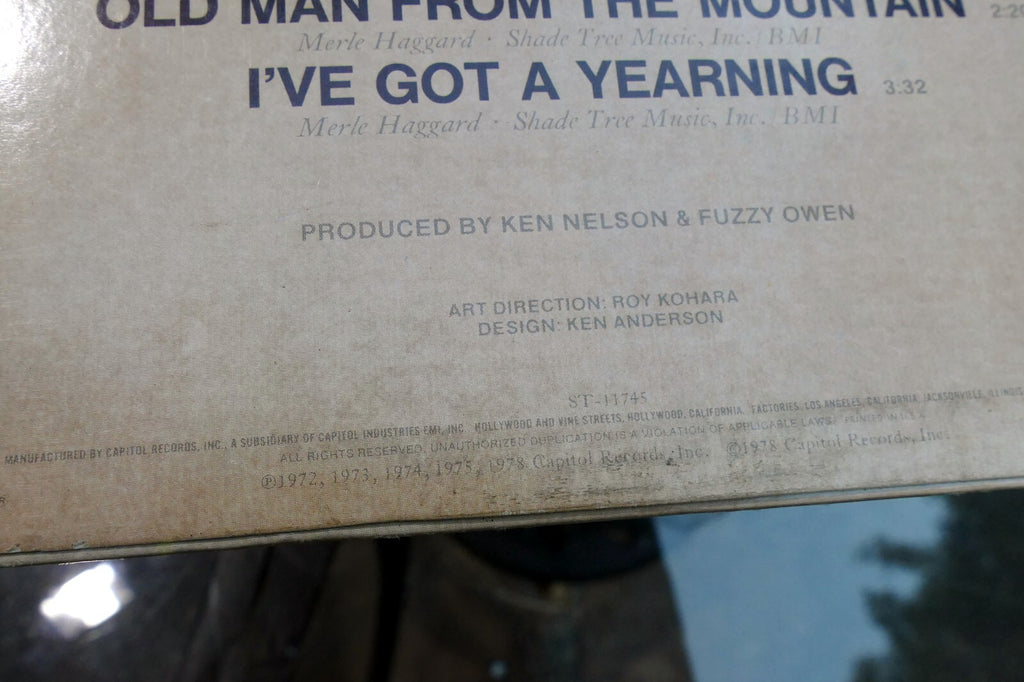 OLD MAN FROM THE MOUNTAIN 2:20
Merle Haggard · Shade Tree Music, Inc./BMI
I'VE GOT A YEARNING 3:32
Merle Haggard · Shade Tree Music, Inc./BMI
PRODUCED BY KEN NELSON & FUZZY OWEN
ART DIRECTION: ROY KOHARA
DESIGN: KEN ANDERSON
ST-11745
MANUFACTURED BY CAPITOL RECORDS, INC., A SUBSIDIARY OF CAPITOL INDUSTRIES-EMI, INC. HOLLYWOOD AND VINE STREETS, HOLLYWOOD, CALIFORNIA. FACTORIES: LOS ANGELES, CALIFORNIA, JACKSONVILLE, ILLINOIS
ALL RIGHTS RESERVED. UNAUTHORIZED DUPLICATION IS A VIOLATION OF APPLICABLE LAWS. PRINTED IN U.S.A.
℗1972, 1973, 1974, 1975, 1978 Capitol Records, Inc. ©1978 Capitol Records, Inc.